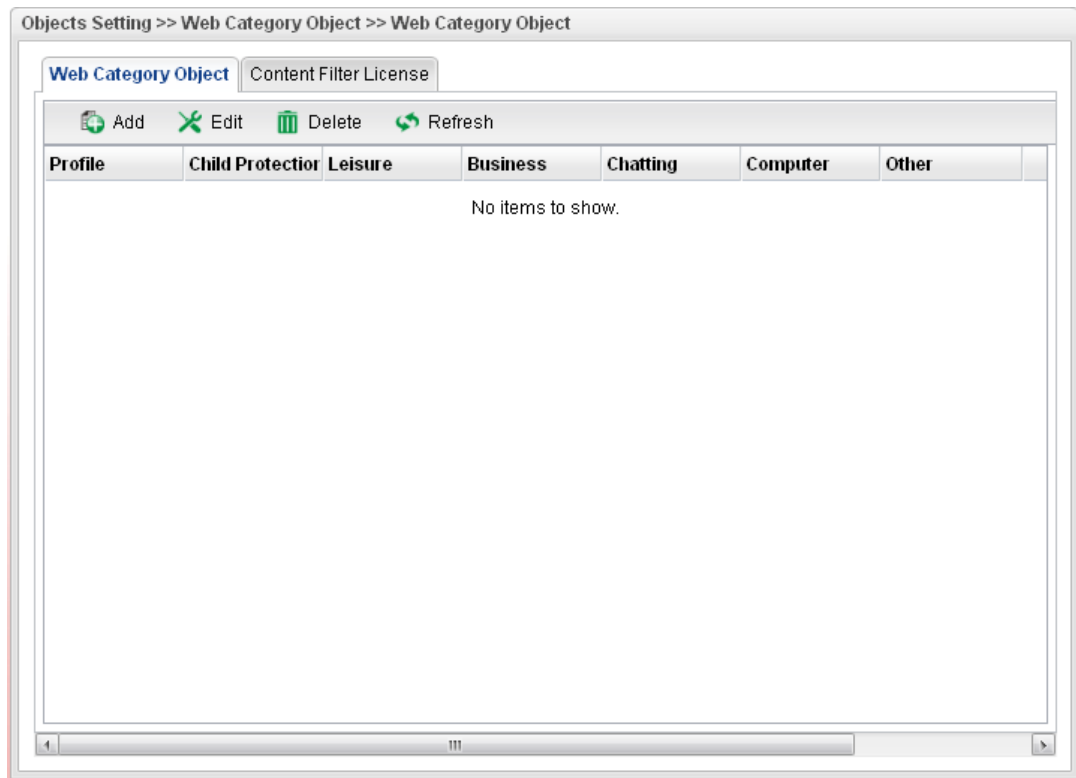 Objects Setting >> Web Category Object >> Web Category Object
Web Category Object Content Filter License
Add Edit Delete Refresh
Profile Child Protection Leisure Business Chatting Computer Other
No items to show.